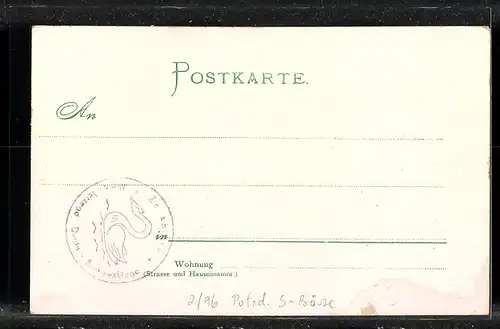 POSTKARTE.
An
in
Wohnung
(Strasse und Hausnummer.)
2/96 Potsd. S-Börse